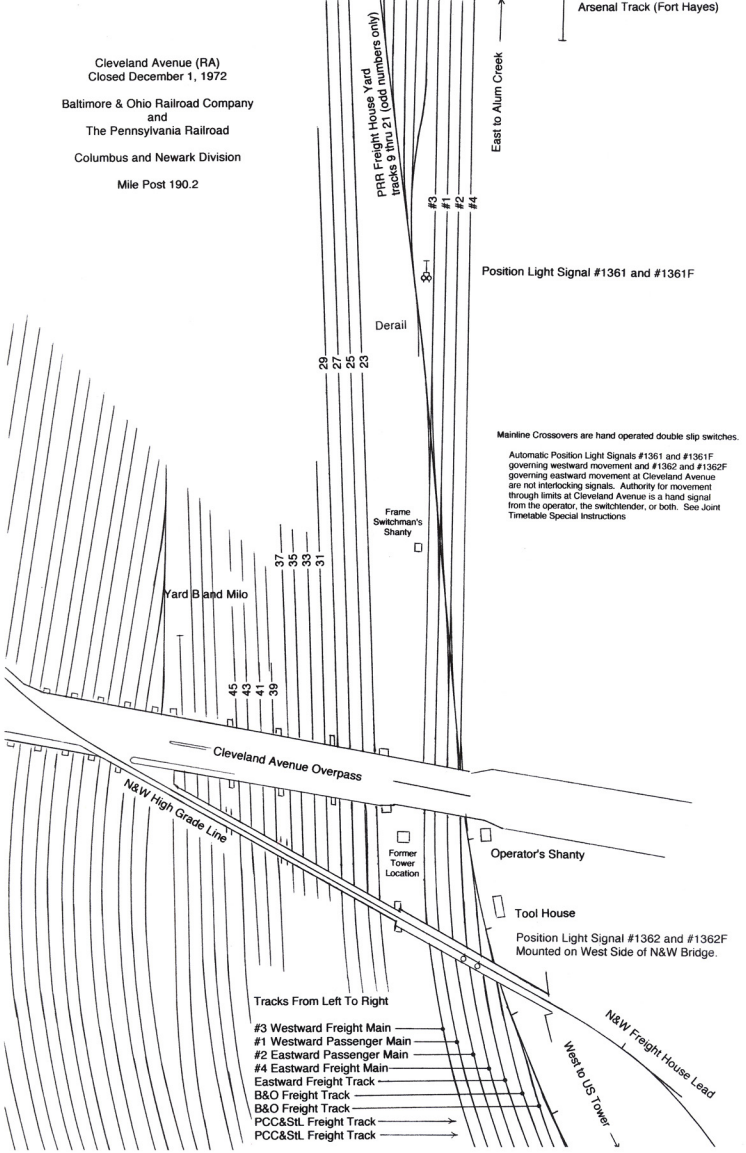 Arsenal Track (Fort Hayes)
Cleveland Avenue (RA)
Closed December 1, 1972
Baltimore & Ohio Railroad Company
and
The Pennsylvania Railroad
Columbus and Newark Division
Mile Post 190.2
PRR Freight House Yard
tracks 9 thru 21 (odd numbers only)
East to Alum Creek
#3
#1
#2
#4
Position Light Signal #1361 and #1361F
Derail
29
27
25
23
Mainline Crossovers are hand operated double slip switches.
Automatic Position Light Signals #1361 and #1361F
governing westward movement and #1362 and #1362F
governing eastward movement at Cleveland Avenue
are not interlocking signals. Authority for movement
through limits at Cleveland Avenue is a hand signal
from the operator, the switchtender, or both. See Joint
Timetable Special Instructions
Frame
Switchman's
Shanty
37
35
33
31
Yard B and Milo
45
43
41
39
Cleveland Avenue Overpass
N&W High Grade Line
Former
Tower
Location
Operator's Shanty
Tool House
Position Light Signal #1362 and #1362F
Mounted on West Side of N&W Bridge.
Tracks From Left To Right
#3 Westward Freight Main
#1 Westward Passenger Main
#2 Eastward Passenger Main
#4 Eastward Freight Main
Eastward Freight Track
B&O Freight Track
B&O Freight Track
PCC&StL Freight Track
PCC&StL Freight Track
N&W Freight House Lead
West to US Tower